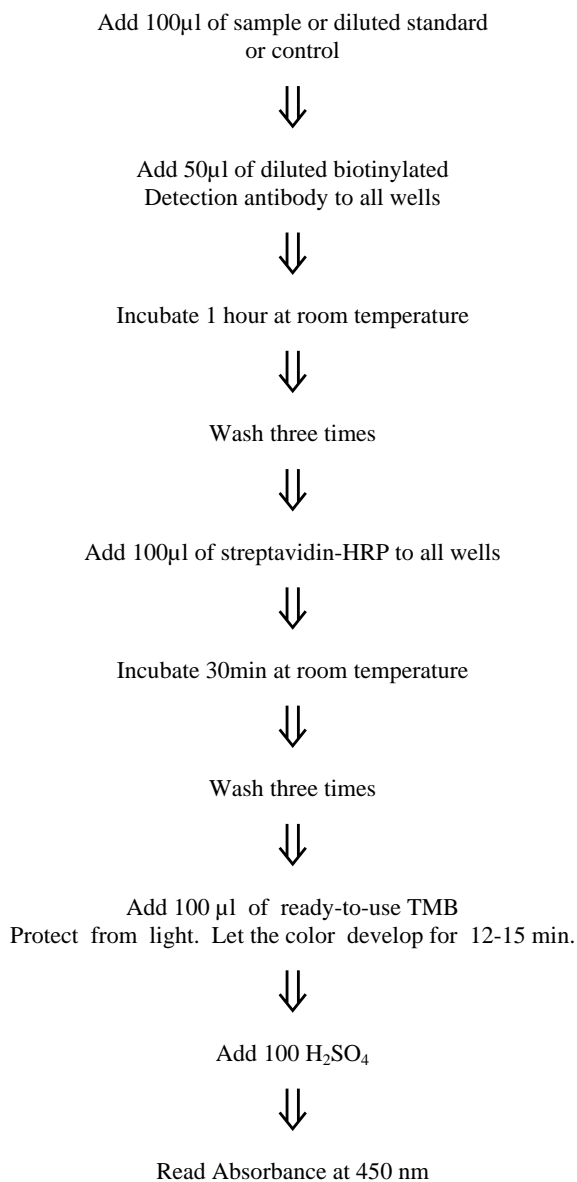 Add 100µl of sample or diluted standard
or control
⇓
Add 50µl of diluted biotinylated
Detection antibody to all wells
⇓
Incubate 1 hour at room temperature
⇓
Wash three times
⇓
Add 100µl of streptavidin-HRP to all wells
⇓
Incubate 30min at room temperature
⇓
Wash three times
⇓
Add 100 µl of ready-to-use TMB
Protect from light. Let the color develop for 12-15 min.
⇓
Add 100 H₂SO₄
⇓
Read Absorbance at 450 nm